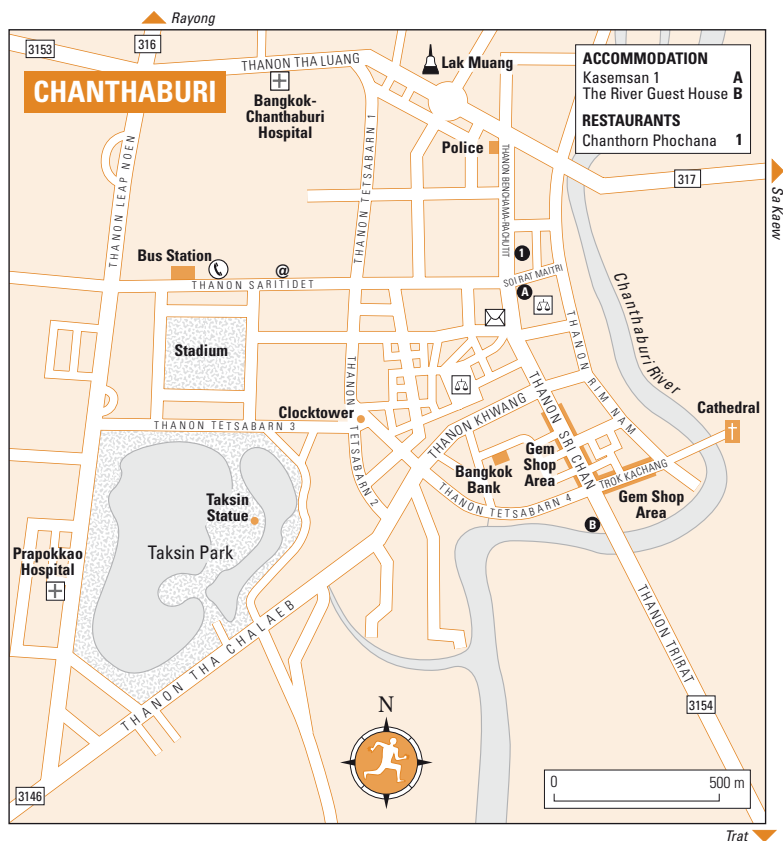 Rayong
3153
316
THANON THA LUANG
Lak Muang
CHANTHABURI
Bangkok-
Chanthaburi
Hospital
ACCOMMODATION
Kasemsan 1 A
The River Guest House B
RESTAURANTS
Chanthorn Phochana 1
THANON LEAP NOEN
THANON TETSABARN 1
Police
THANON BENCHAMA-RACHUTIT
317
Sa Kaew
Bus Station
@
1
SOI RAT MAITRI
A
THANON SARITIDET
Chanthaburi River
Stadium
THANON RIM NAM
Clocktower
THANON TETSABARN 2
THANON KHWANG
THANON SRI CHAN
Cathedral
THANON TETSABARN 3
Gem
Shop
Area
Bangkok
Bank
TROK KACHANG
THANON TETSABARN 4
Gem Shop
Area
Taksin
Statue
B
Taksin Park
Prapokkao
Hospital
THANON THA CHALAEB
THANON TRIRAT
3154
N
3146
0 500 m
Trat